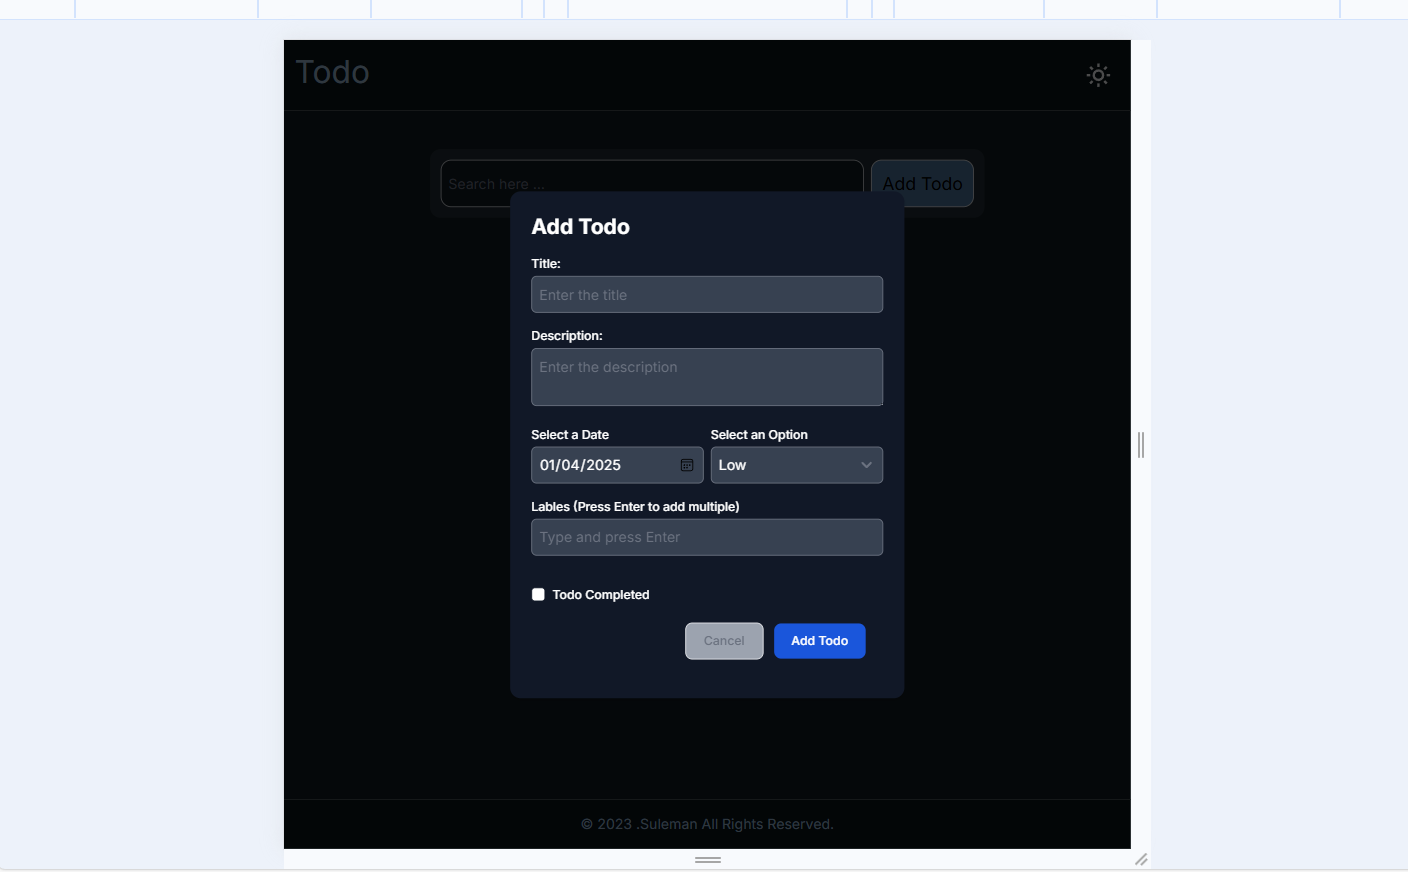 Todo
Search here ...
Add Todo
Add Todo
Title:
Enter the title
Description:
Enter the description
Select a Date
Select an Option
01/04/2025
Low
Lables (Press Enter to add multiple)
Type and press Enter
Todo Completed
Cancel
Add Todo
© 2023 .Suleman All Rights Reserved.